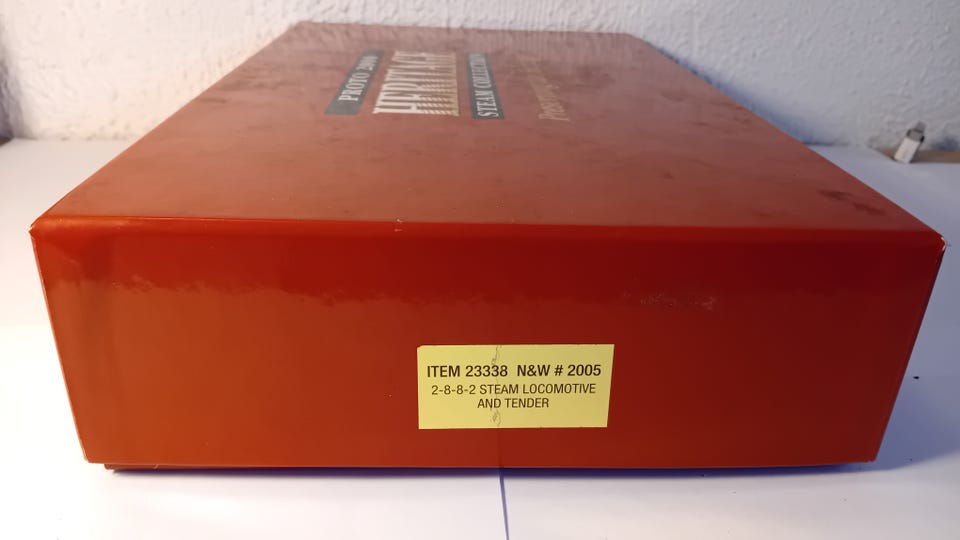 PROTO 2000
HERITAGE
STEAM COLLECTION
ITEM 23338 N&W # 2005
2-8-8-2 STEAM LOCOMOTIVE
AND TENDER